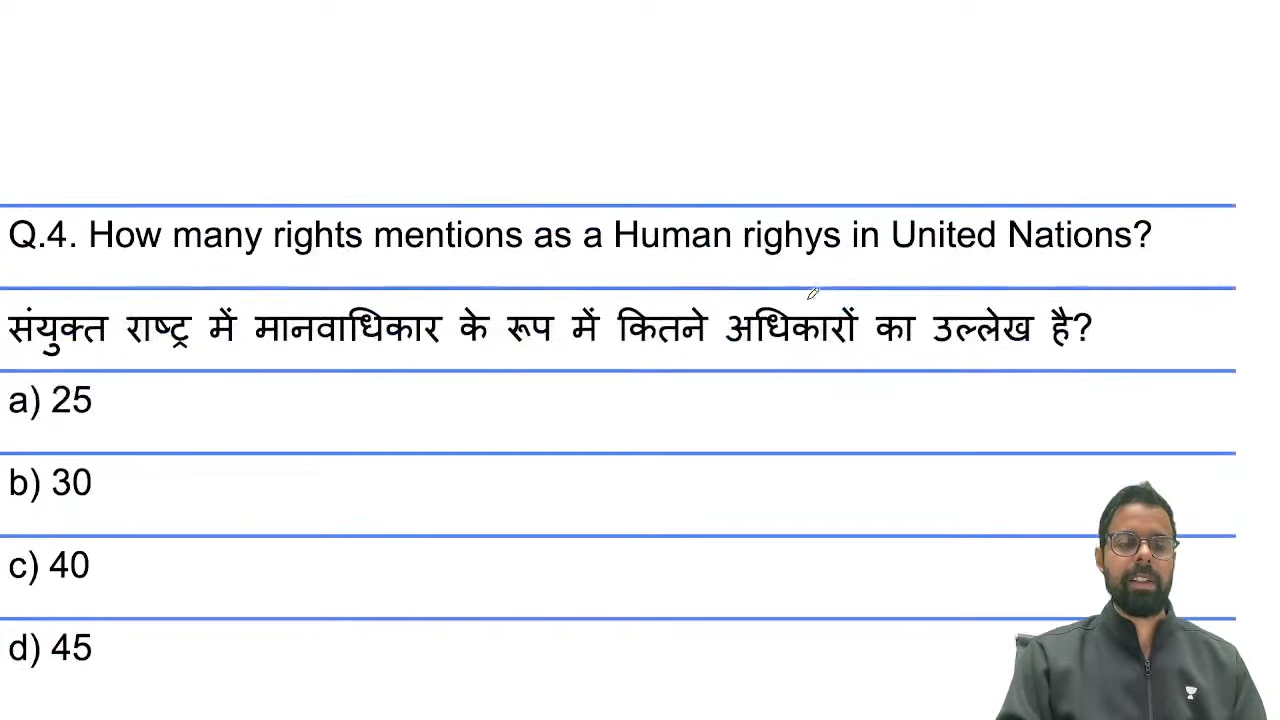 Q.4. How many rights mentions as a Human righys in United Nations?
संयुक्त राष्ट्र में मानवाधिकार के रूप में कितने अधिकारों का उल्लेख है?
a) 25
b) 30
c) 40
d) 45